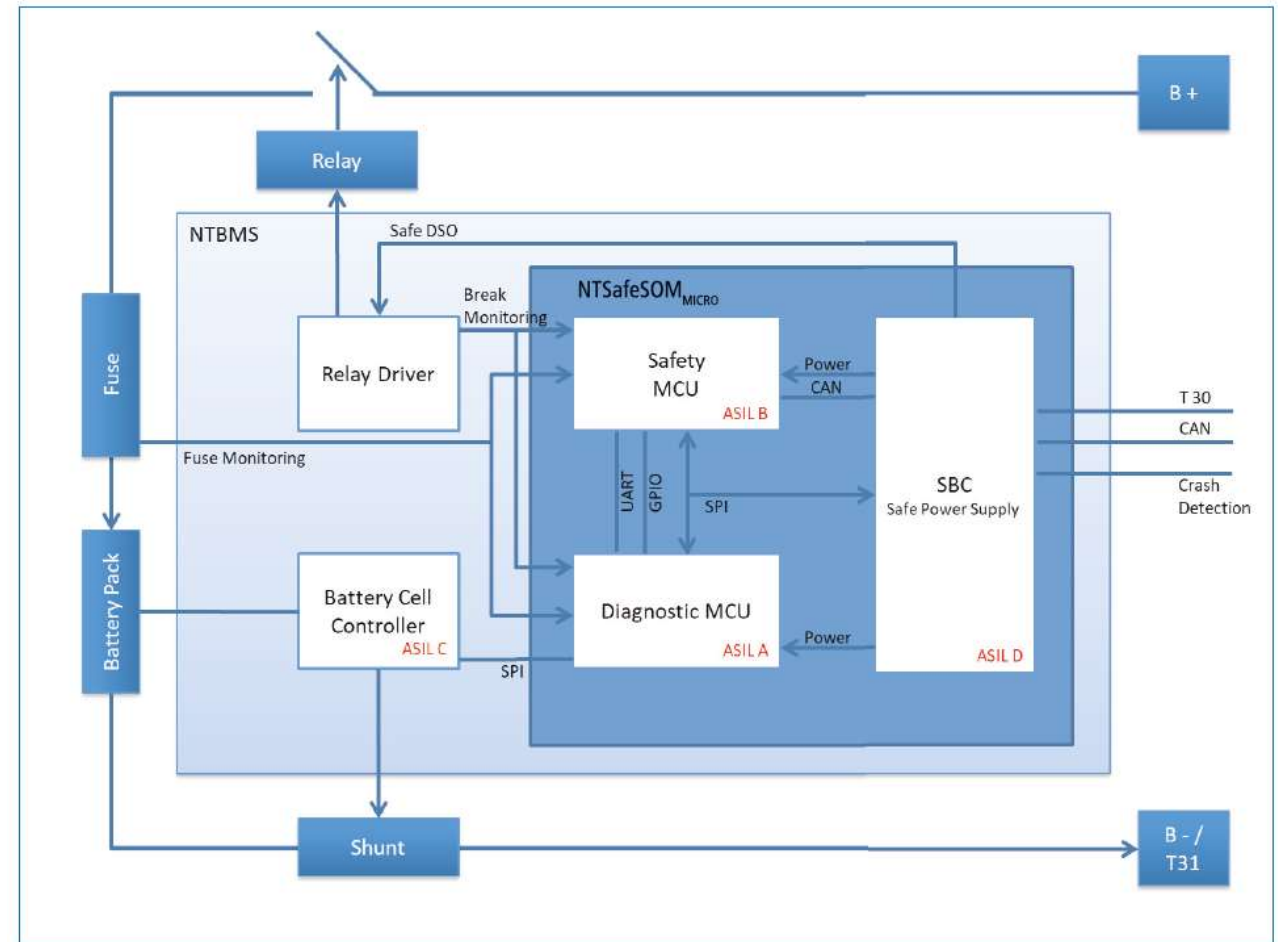 B +
Relay
NTBMS
Safe DSO
NTSafeSOM MICRO
Break
Monitoring
Fuse
Relay Driver
Safety
MCU
ASIL B
Power
CAN
T 30
CAN
Crash
Detection
Fuse Monitoring
UART
GPIO
SPI
SBC
Safe Power Supply
ASIL D
Battery Pack
Battery Cell
Controller
ASIL C
SPI
Diagnostic MCU
ASIL A
Power
Shunt
B - /
T31